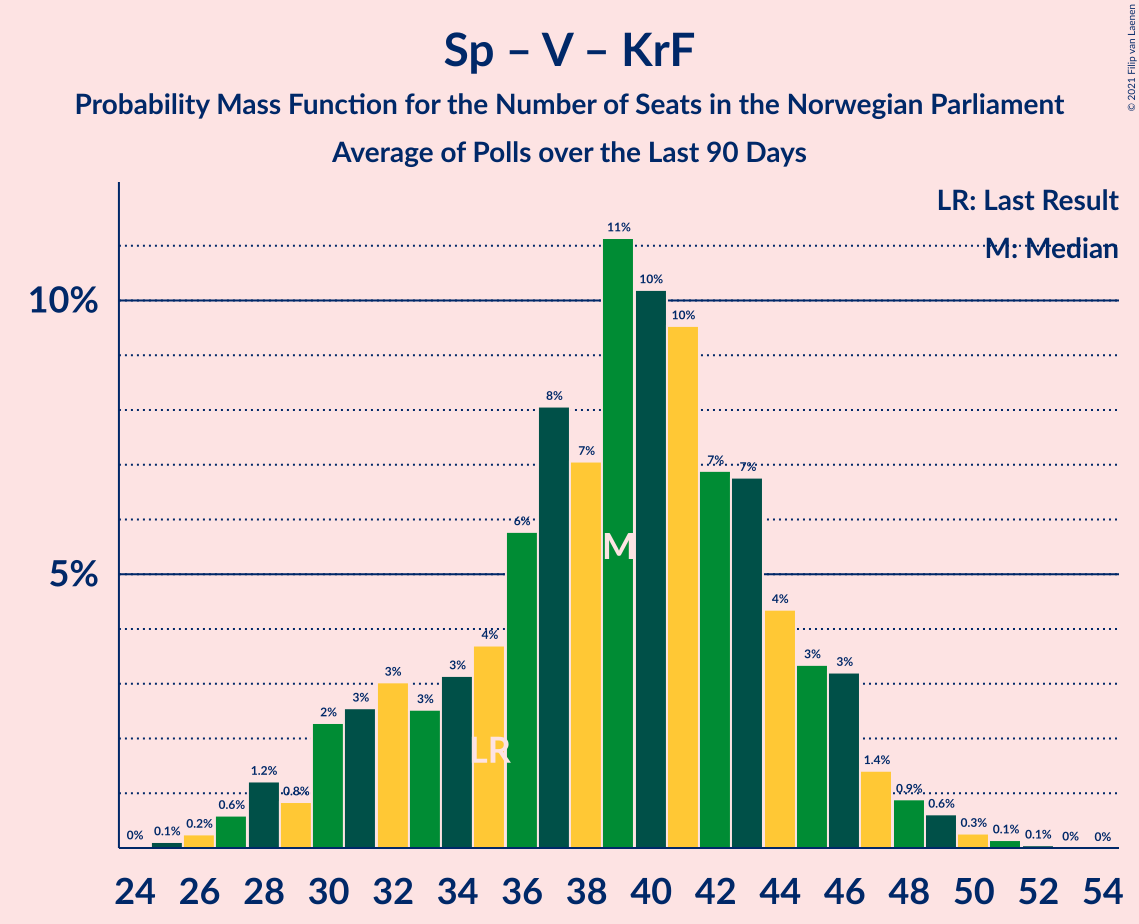 Sp – V – KrF
Probability Mass Function for the Number of Seats in the Norwegian Parliament
Average of Polls over the Last 90 Days
© 2021 Filip van Laenen
LR: Last Result
M: Median
10%
5%
0% 0.1% 0.2% 0.6% 1.2% 0.8% 2% 3% 3% 3% 3% 4% 6% 8% 7% 11% 10% 10% 7% 7% 4% 3% 3% 1.4% 0.9% 0.6% 0.3% 0.1% 0.1% 0% 0%
M
LR
24 26 28 30 32 34 36 38 40 42 44 46 48 50 52 54